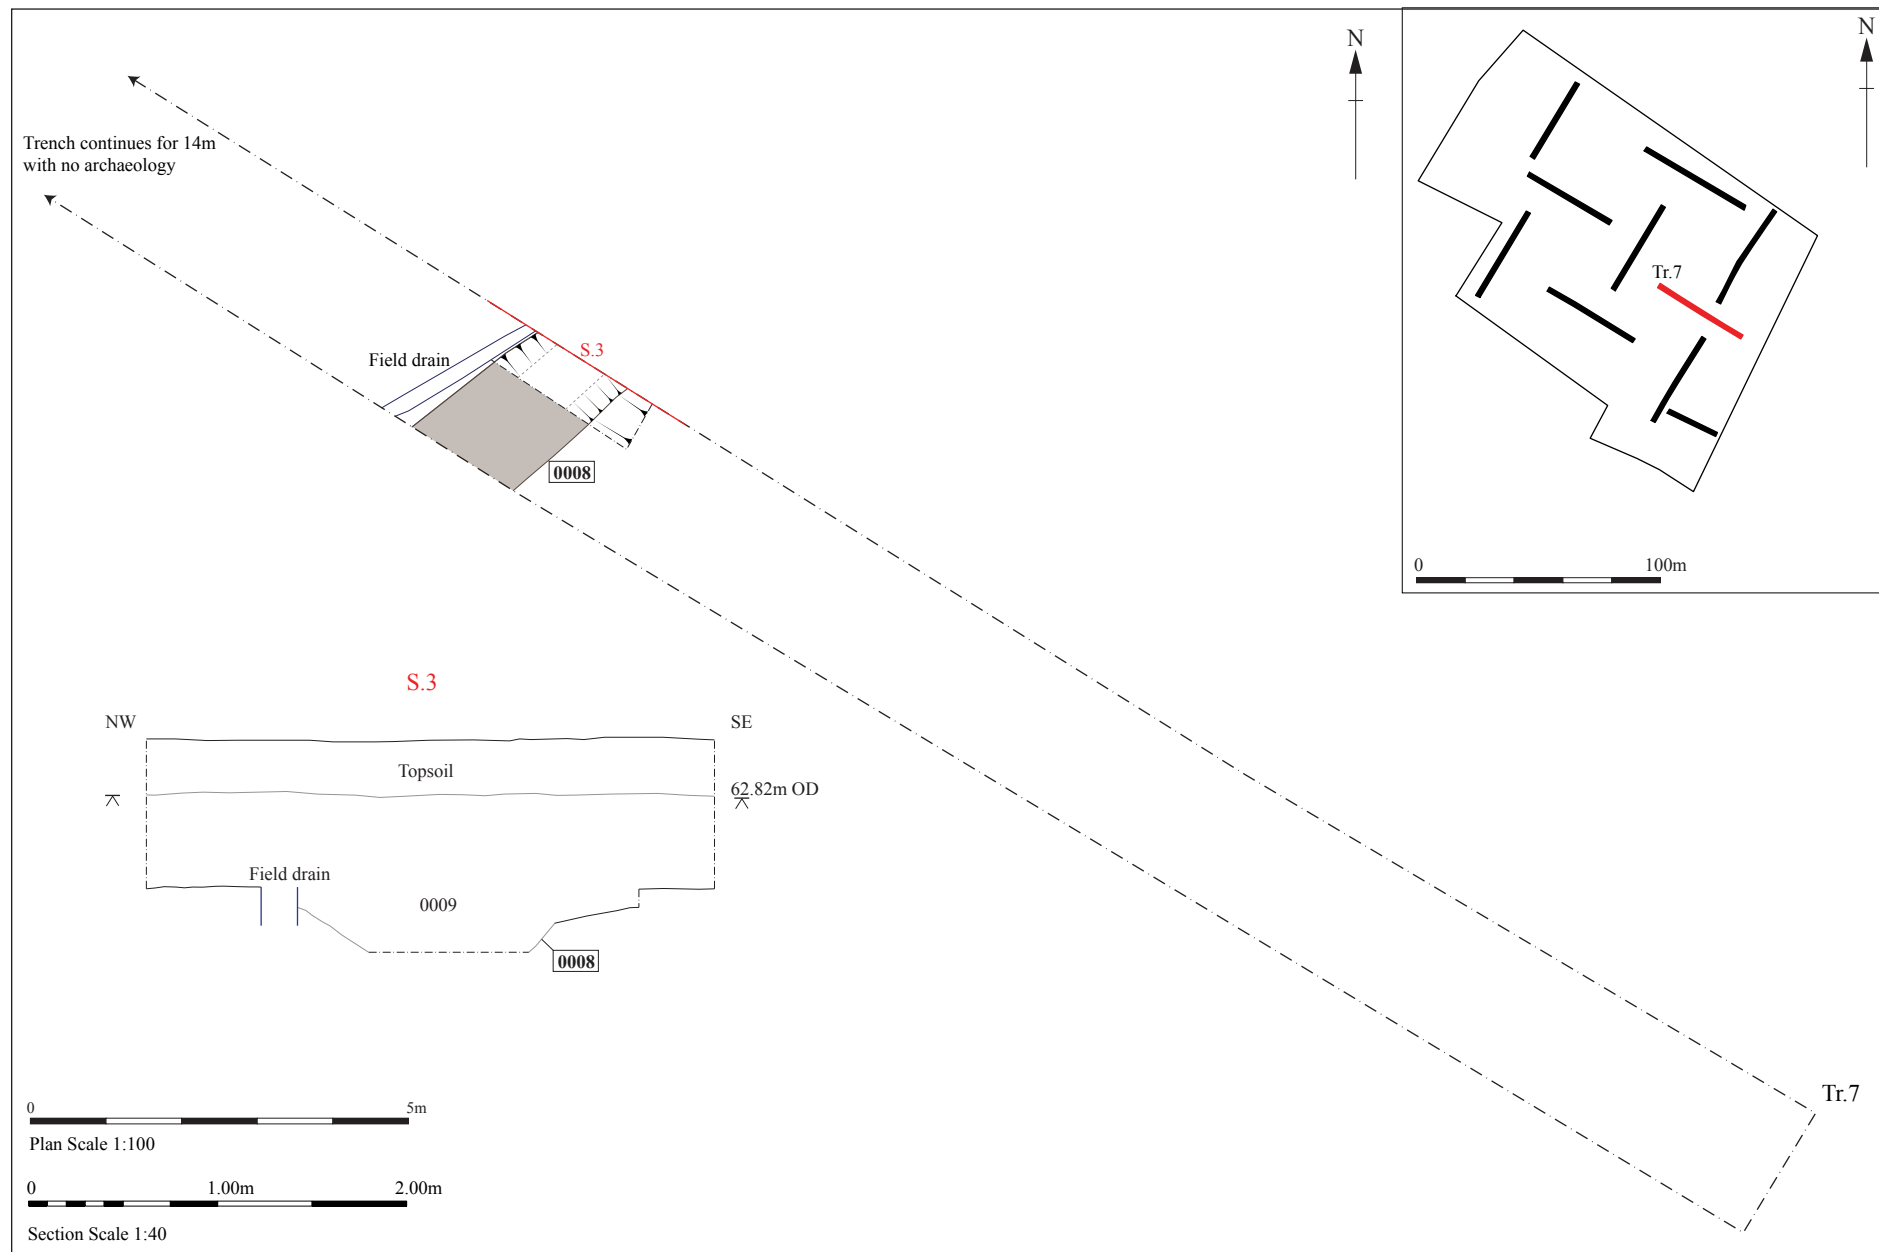 N
N
Trench continues for 14m
with no archaeology
Tr.7
S.3
Field drain
0008
0
100m
S.3
NW
SE
Topsoil
62.82m OD
Field drain
0009
0008
Tr.7
0
5m
Plan Scale 1:100
0
1.00m
2.00m
Section Scale 1:40